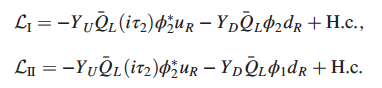 ℒ_I = −Y_U Q̄_L (iτ_2) ϕ_2^* u_R − Y_D Q̄_L ϕ_2 d_R + H.c.,
ℒ_II = −Y_U Q̄_L (iτ_2) ϕ_2^* u_R − Y_D Q̄_L ϕ_1 d_R + H.c.